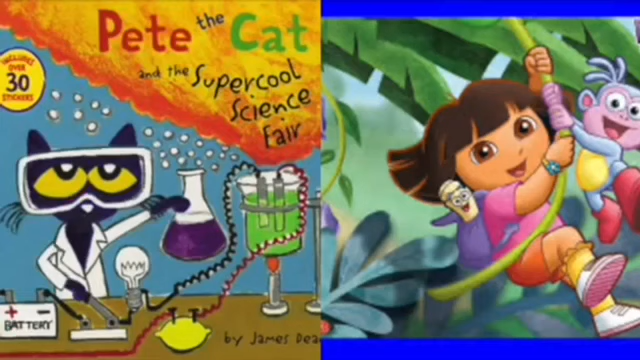 Pete the Cat
and the Supercool
Science
Fair
INCLUDES
OVER
30
STICKERS
+ −
BATTERY
by James Dea